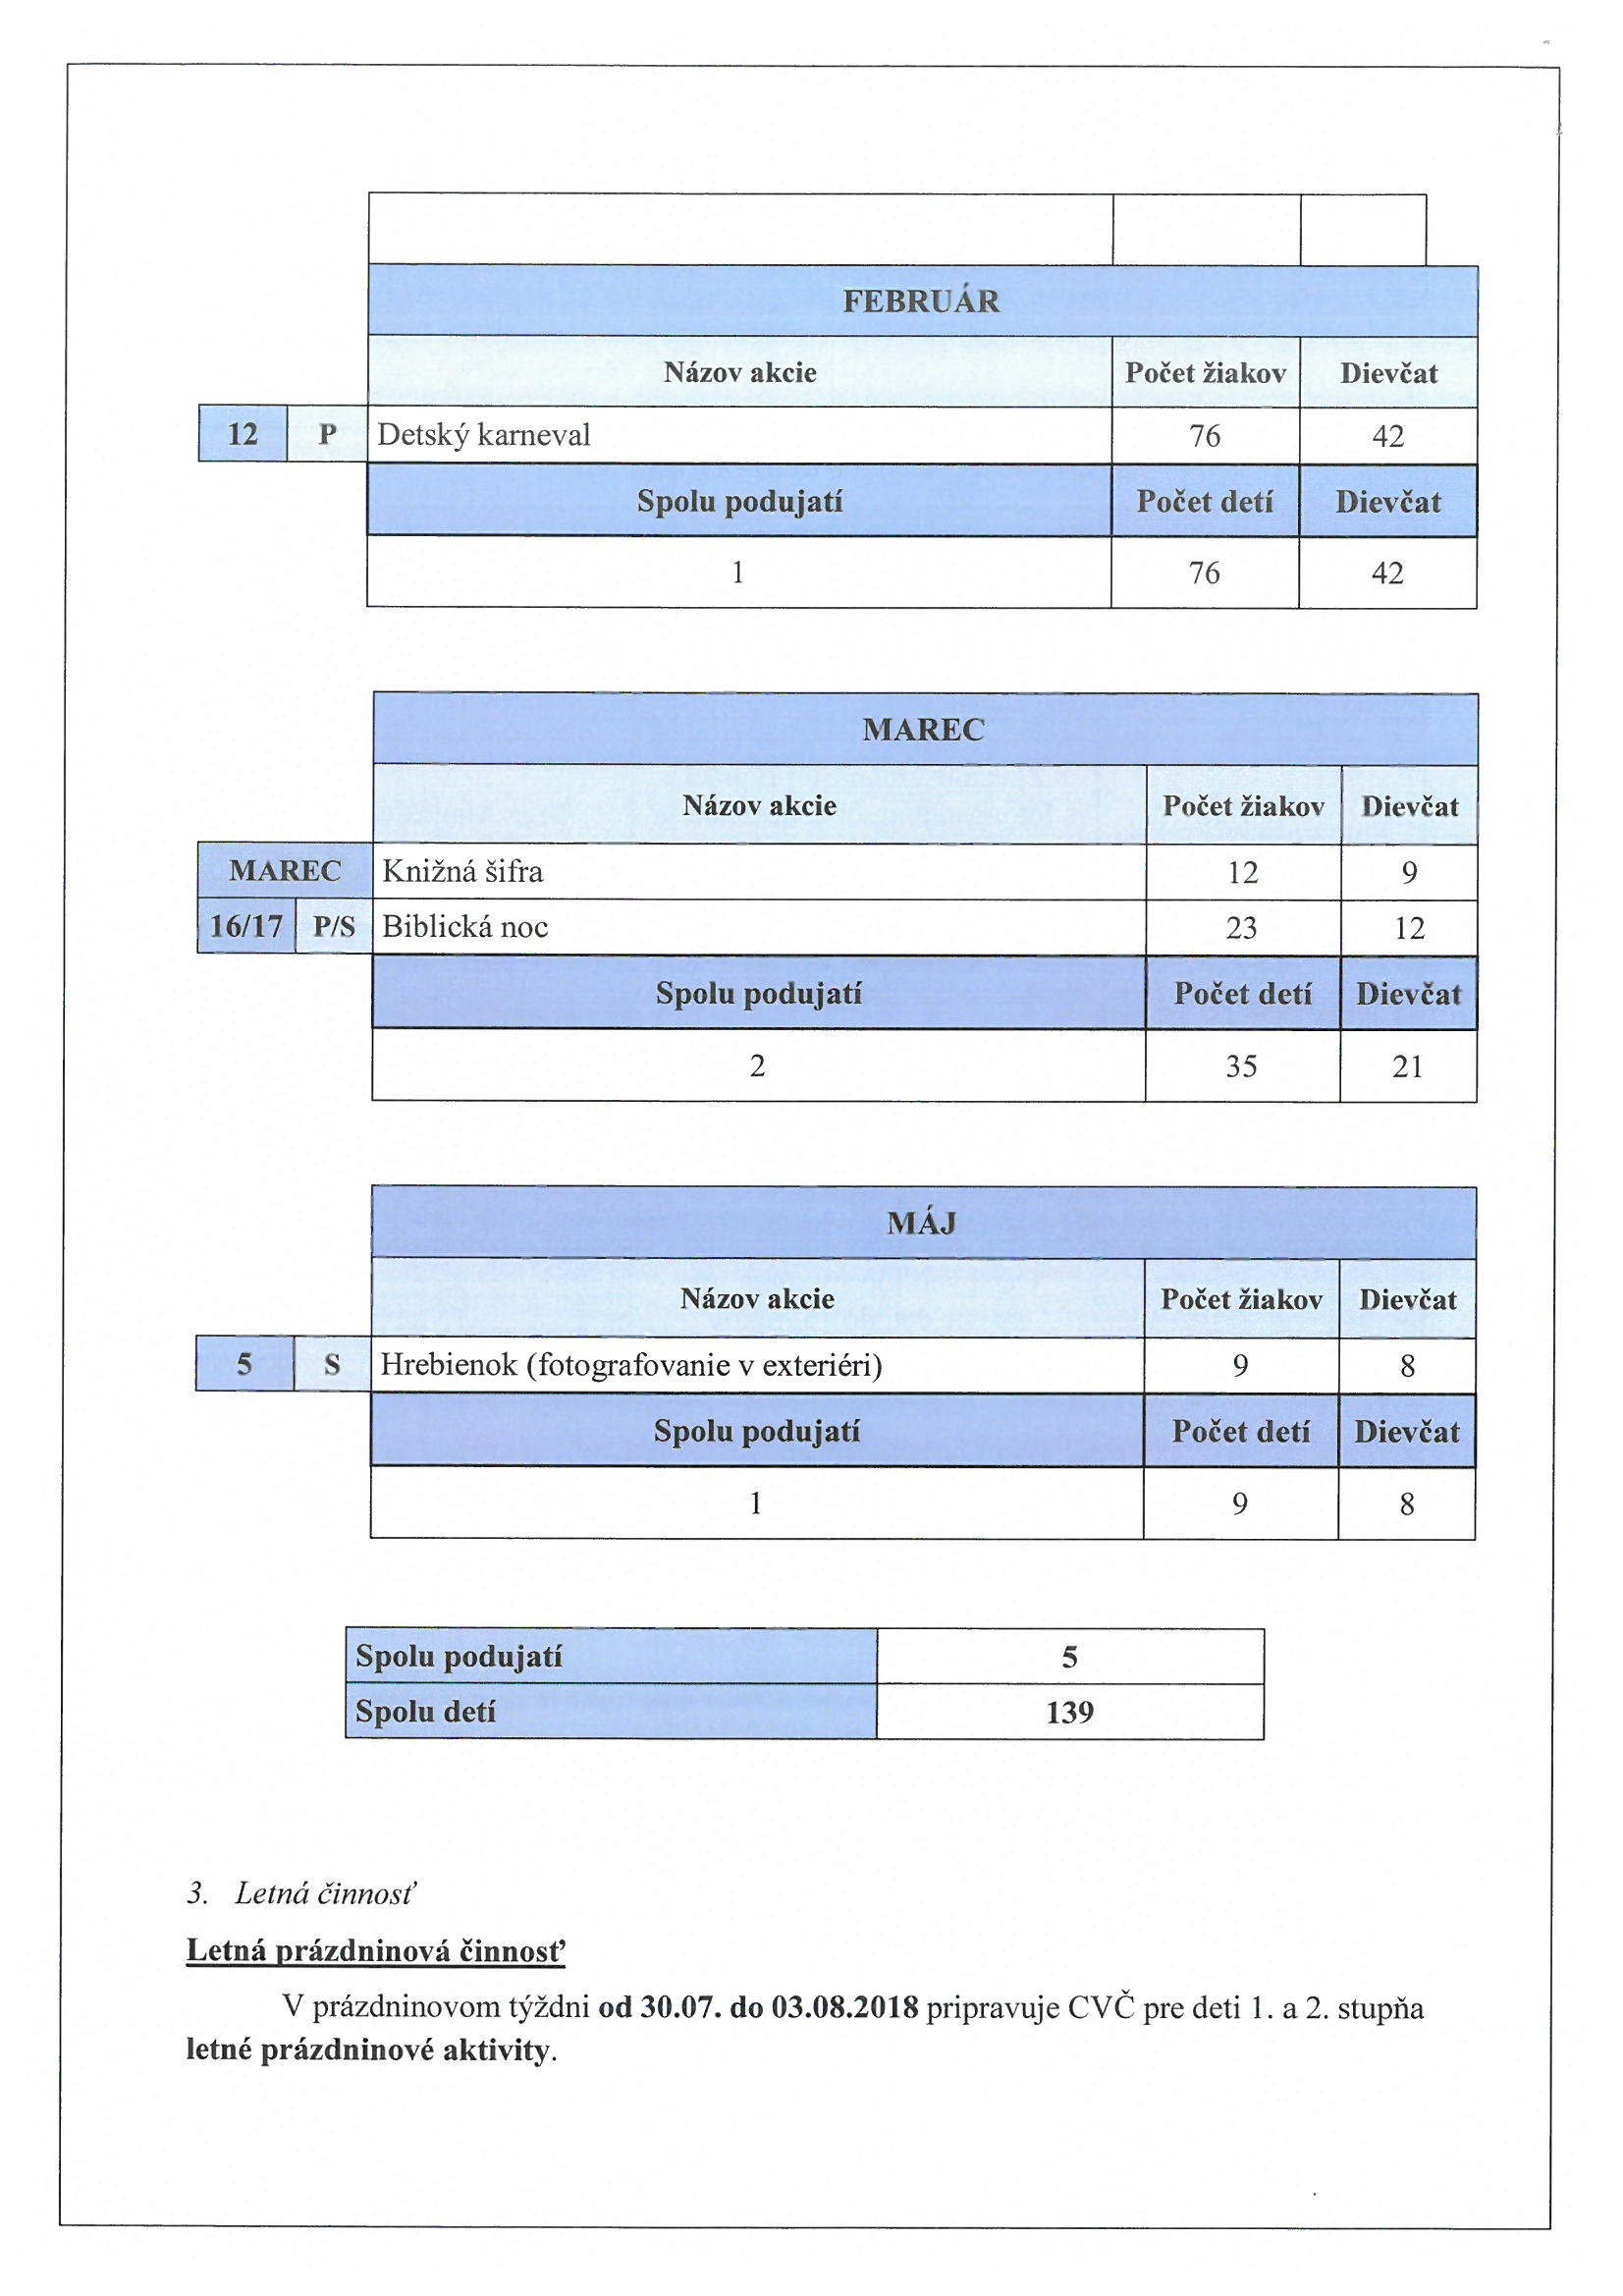 FEBRUÁR
Názov akcie Počet žiakov Dievčat
12 P Detský karneval 76 42
Spolu podujatí Počet detí Dievčat
1 76 42
MAREC
Názov akcie Počet žiakov Dievčat
MAREC Knižná šifra 12 9
16/17 P/S Biblická noc 23 12
Spolu podujatí Počet detí Dievčat
2 35 21
MÁJ
Názov akcie Počet žiakov Dievčat
5 S Hrebienok (fotografovanie v exteriéri) 9 8
Spolu podujatí Počet detí Dievčat
1 9 8
Spolu podujatí 5
Spolu detí 139
3. Letná činnosť
Letná prázdninová činnosť
V prázdninovom týždni od 30.07. do 03.08.2018 pripravuje CVČ pre deti 1. a 2. stupňa
letné prázdninové aktivity.